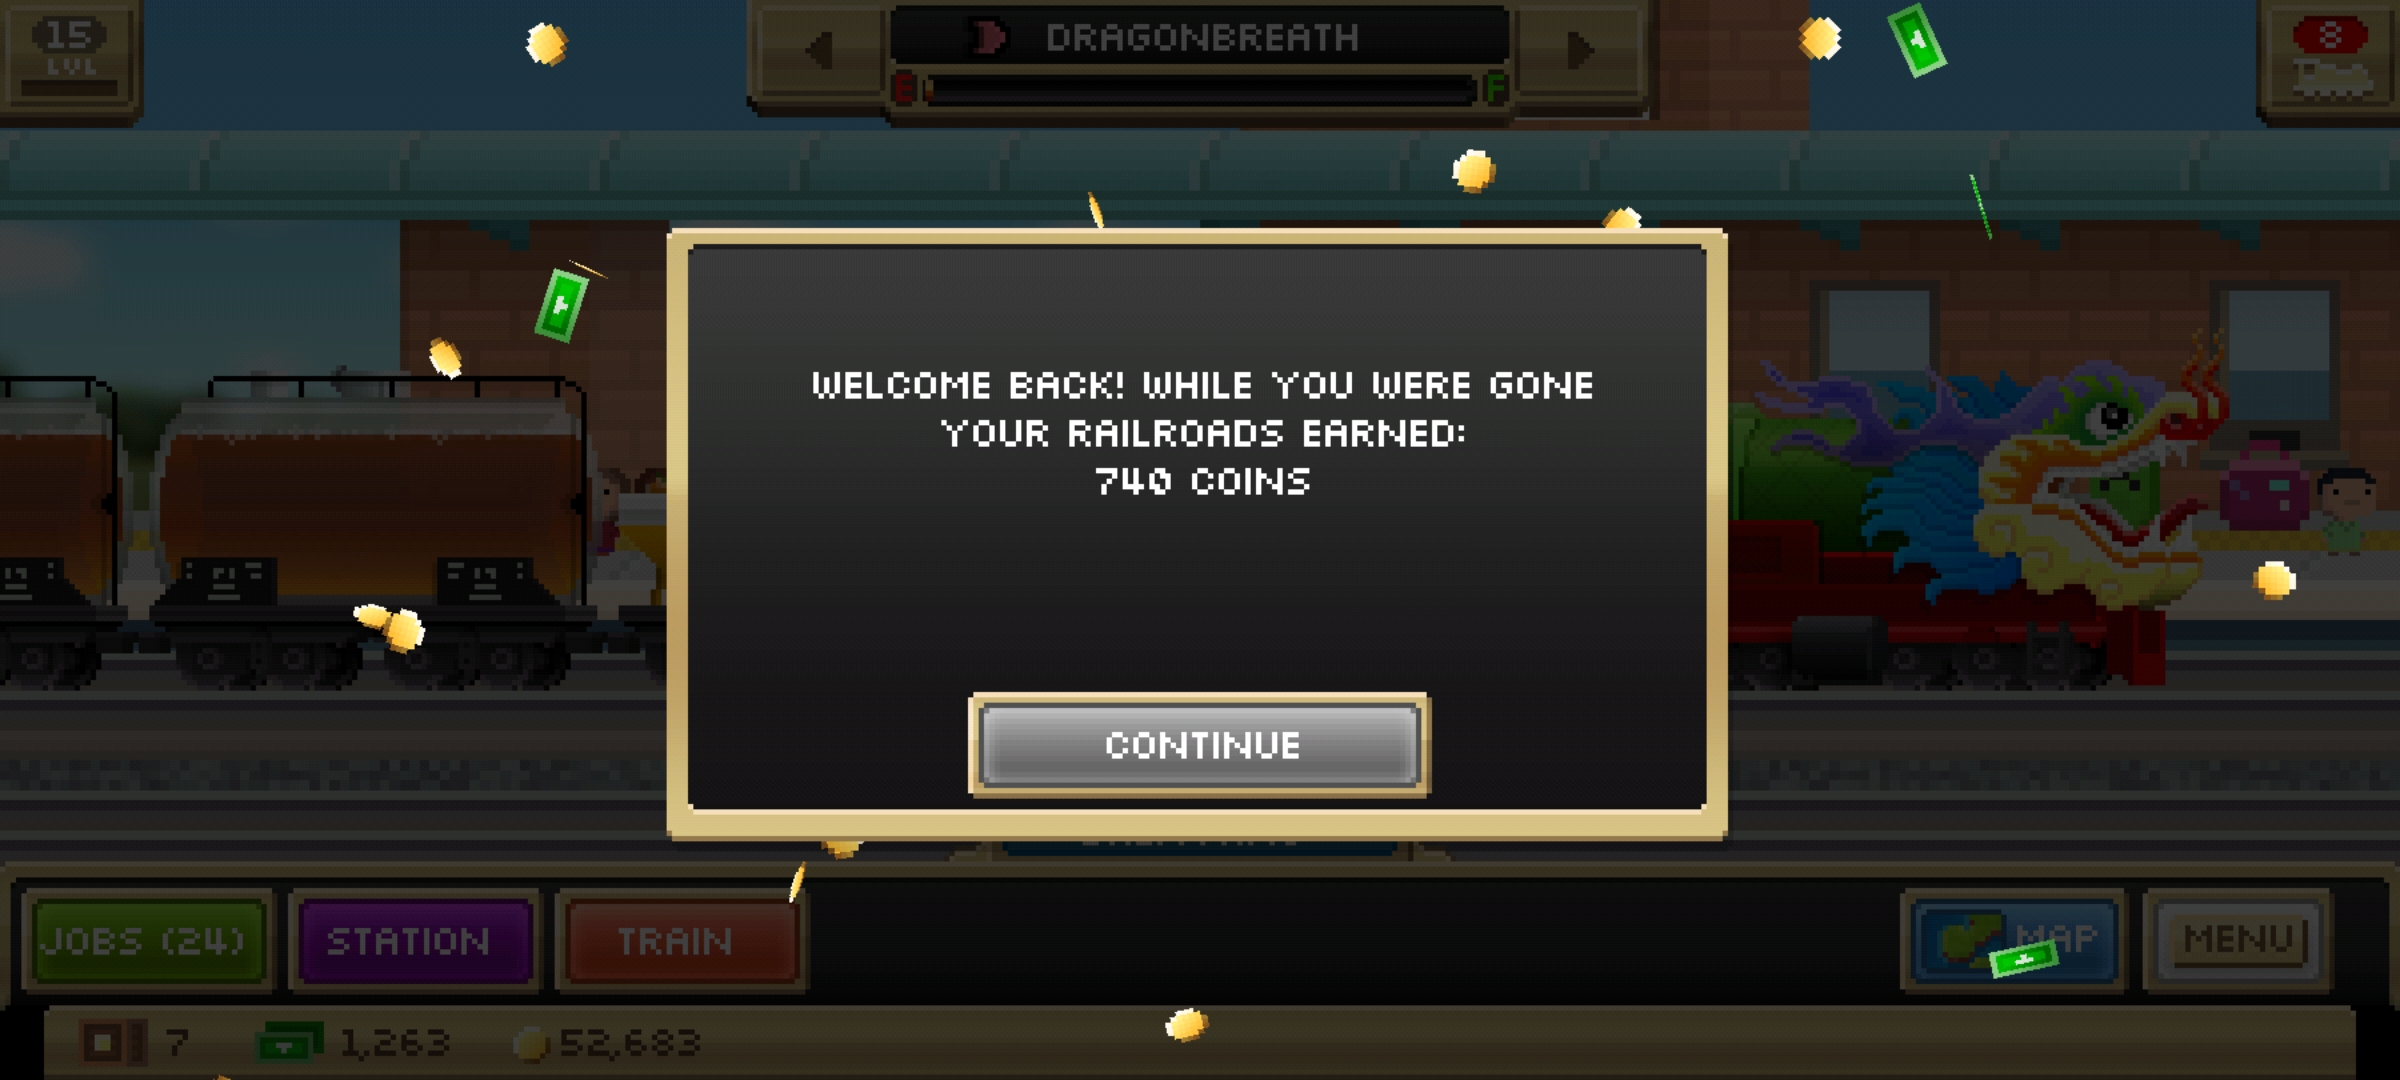 15
LVL
DRAGONBREATH
8
E F
WELCOME BACK! WHILE YOU WERE GONE
YOUR RAILROADS EARNED:
740 COINS
CONTINUE
JOBS (24)
STATION
TRAIN
MAP
MENU
7
1,263
52,683